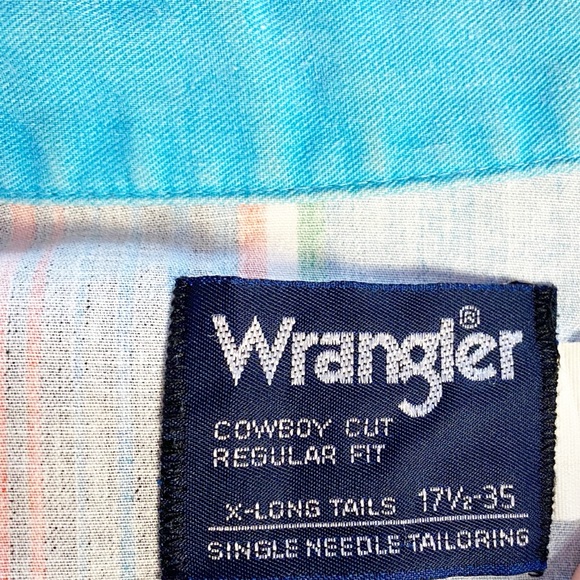 Wrangler®
COWBOY CUT
REGULAR FIT
X-LONG TAILS 17½-35
SINGLE NEEDLE TAILORING